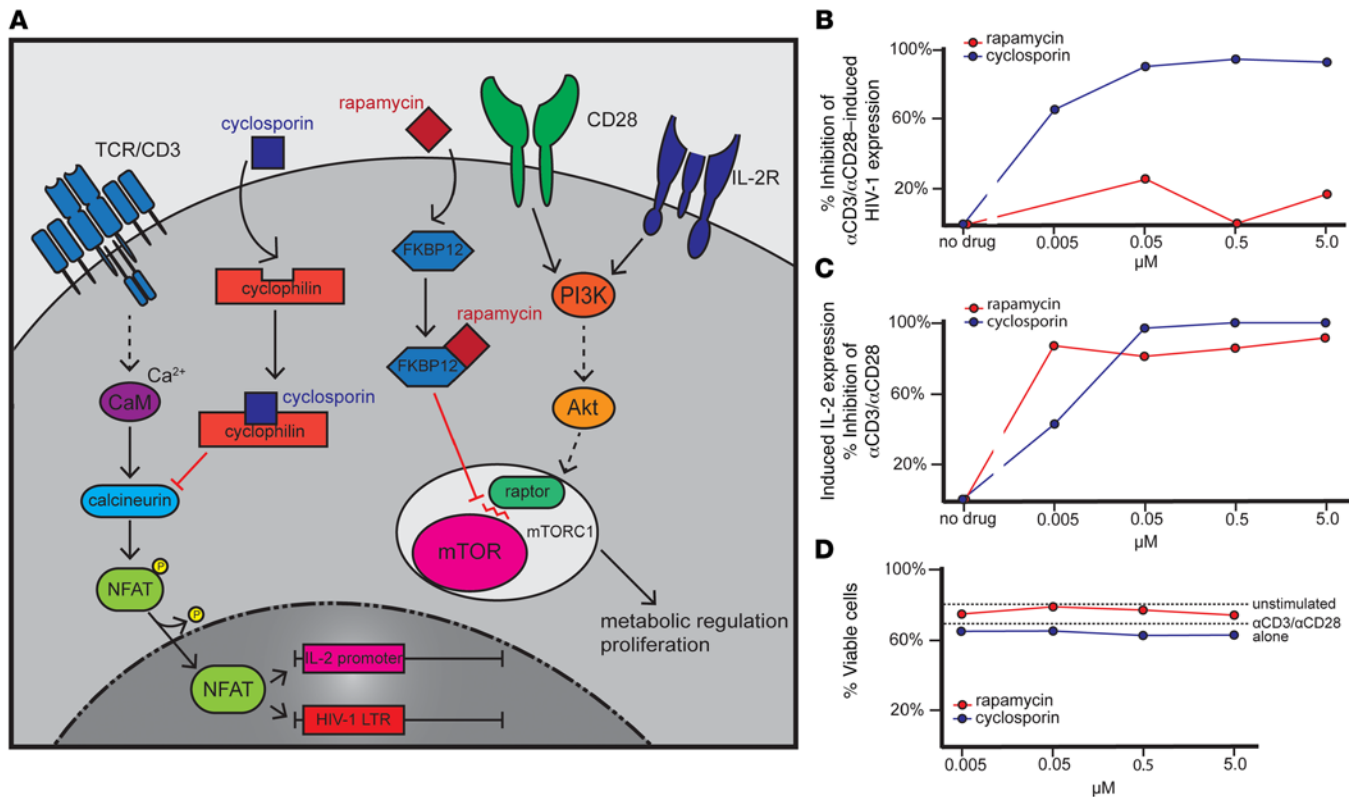 A
TCR/CD3
cyclosporin
rapamycin
CD28
IL-2R
cyclophilin
FKBP12
PI3K
rapamycin
FKBP12
Ca2+
CaM
cyclosporin
cyclophilin
Akt
calcineurin
raptor
mTORC1
mTOR
NFAT
P
P
metabolic regulation
proliferation
NFAT
IL-2 promoter
HIV-1 LTR
B
% Inhibition of
αCD3/αCD28–induced
HIV-1 expression
rapamycin
cyclosporin
100%
60%
20%
no drug 0.005 0.05 0.5 5.0
µM
C
Induced IL-2 expression
% Inhibition of
αCD3/αCD28
rapamycin
cyclosporin
100%
60%
20%
no drug 0.005 0.05 0.5 5.0
µM
D
% Viable cells
100%
60%
20%
unstimulated
αCD3/αCD28
alone
rapamycin
cyclosporin
0.005 0.05 0.5 5.0
µM